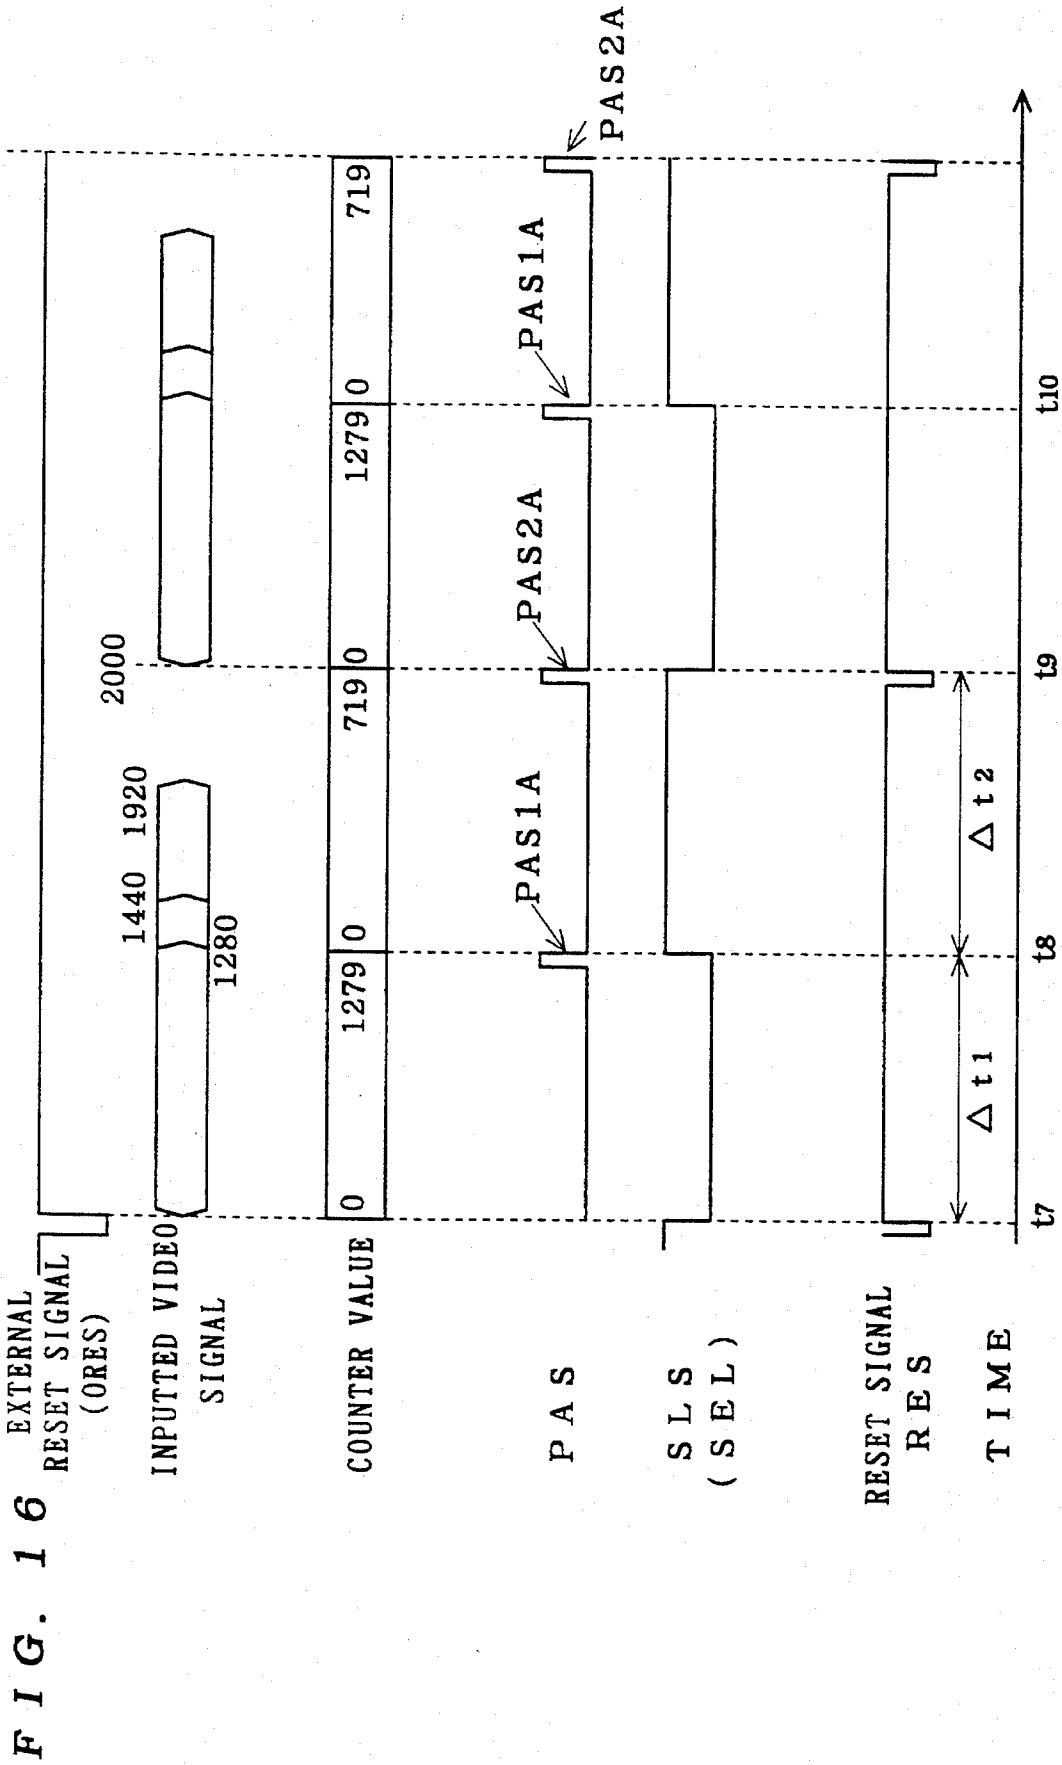 FIG. 16
EXTERNAL
RESET SIGNAL
(ORES)
INPUTTED VIDEO
SIGNAL
1440 1920
2000
1280
COUNTER VALUE
0 1279 0 719 0 1279 0 719
PAS
PAS1A
PAS2A
PAS1A
PAS2A
SLS
(SEL)
RESET SIGNAL
RES
Δt1
Δt2
TIME
t7 t8 t9 t10